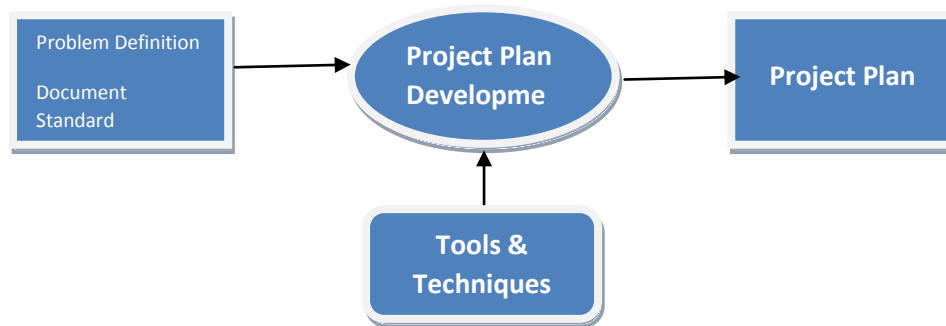 Problem Definition
Document
Standard
Project Plan
Developme
Project Plan
Tools &
Techniques